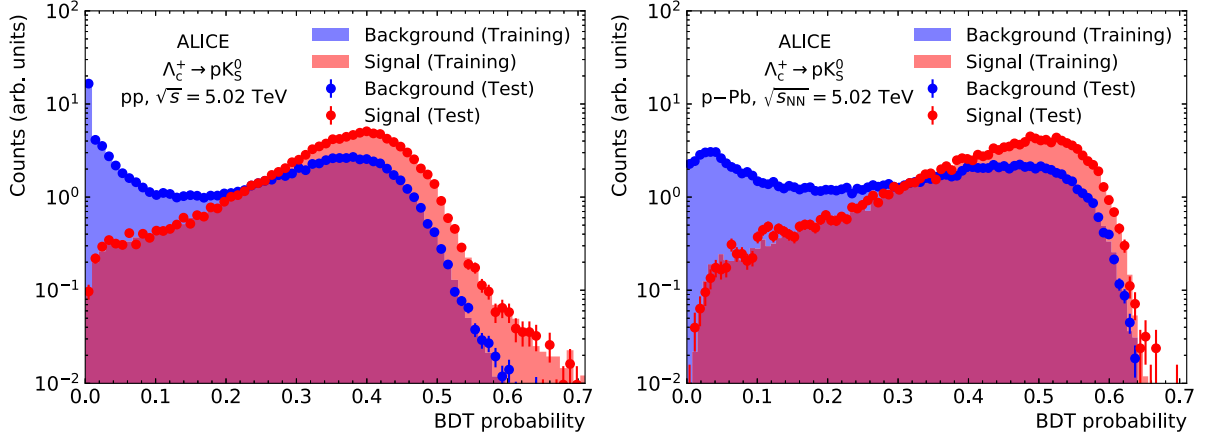 Counts (arb. units)
10²
10¹
10⁰
10⁻¹
10⁻²
ALICE
Λc⁺ → pKS⁰
pp, √s = 5.02 TeV
Background (Training)
Signal (Training)
Background (Test)
Signal (Test)
0.0 0.1 0.2 0.3 0.4 0.5 0.6 0.7
BDT probability
Counts (arb. units)
10²
10¹
10⁰
10⁻¹
10⁻²
ALICE
Λc⁺ → pKS⁰
p−Pb, √sNN = 5.02 TeV
Background (Training)
Signal (Training)
Background (Test)
Signal (Test)
0.0 0.1 0.2 0.3 0.4 0.5 0.6 0.7
BDT probability